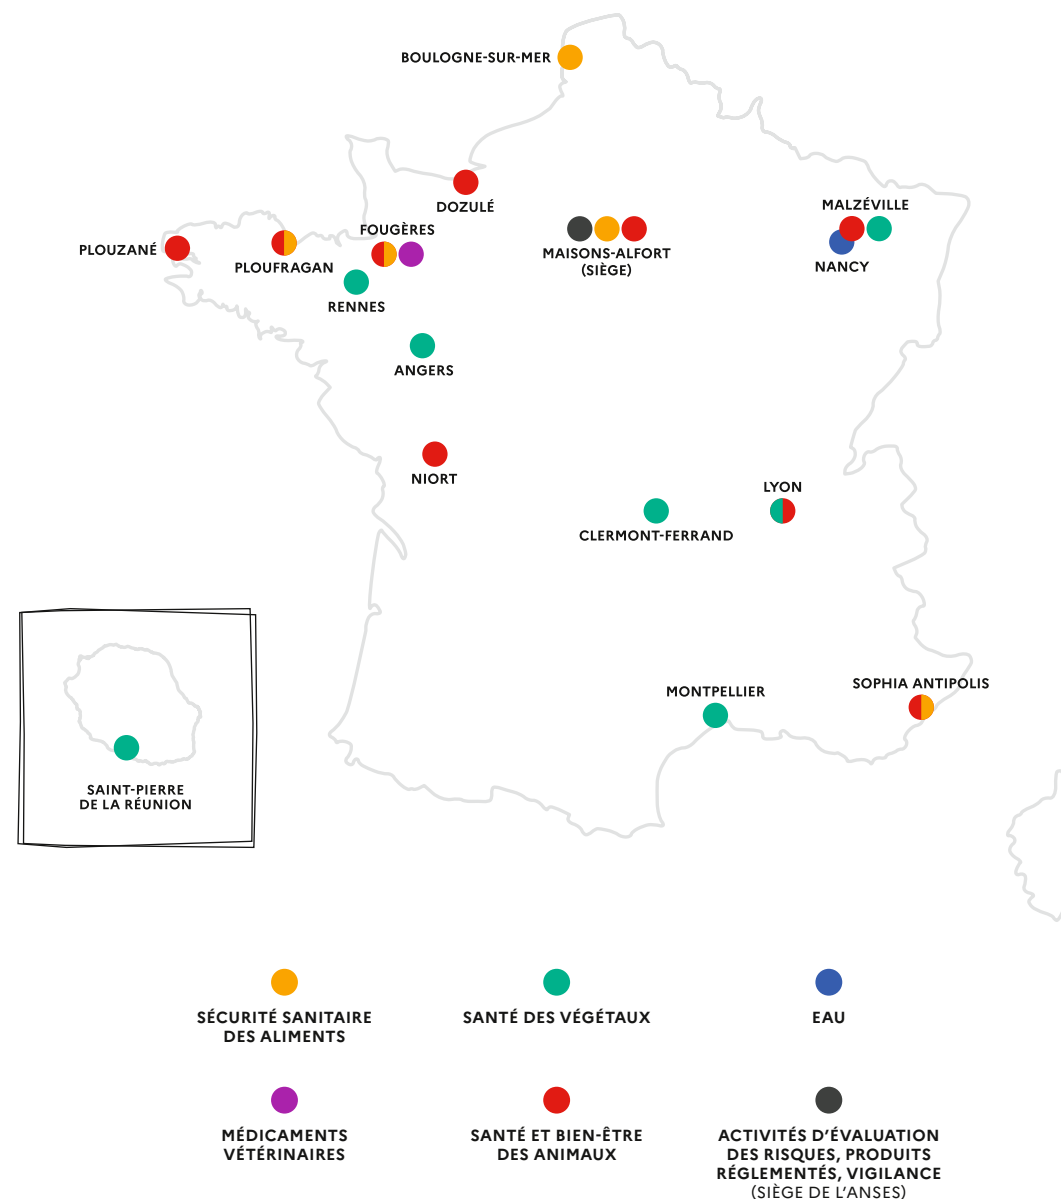 BOULOGNE-SUR-MER
DOZULÉ
MALZÉVILLE
FOUGÈRES
PLOUZANÉ
PLOUFRAGAN
MAISONS-ALFORT
(SIÈGE)
NANCY
RENNES
ANGERS
NIORT
LYON
CLERMONT-FERRAND
SOPHIA ANTIPOLIS
MONTPELLIER
SAINT-PIERRE
DE LA RÉUNION
SÉCURITÉ SANITAIRE
DES ALIMENTS
SANTÉ DES VÉGÉTAUX
EAU
MÉDICAMENTS
VÉTÉRINAIRES
SANTÉ ET BIEN-ÊTRE
DES ANIMAUX
ACTIVITÉS D’ÉVALUATION
DES RISQUES, PRODUITS
RÉGLEMENTÉS, VIGILANCE
(SIÈGE DE L’ANSES)